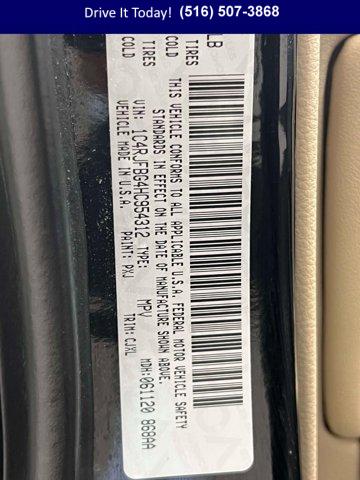 Drive It Today! (516) 507-3868
LB
TIRES
COLD
TIRES
COLD
THIS VEHICLE CONFORMS TO ALL APPLICABLE U.S.A. FEDERAL MOTOR VEHICLE SAFETY
STANDARDS IN EFFECT ON THE DATE OF MANUFACTURE SHOWN ABOVE.
VIN: 1C4RJFBG4HC954312 TYPE: MPV MDH:061120 868AA
VEHICLE MADE IN U.S.A. PAINT: PXJ TRIM: CJXL